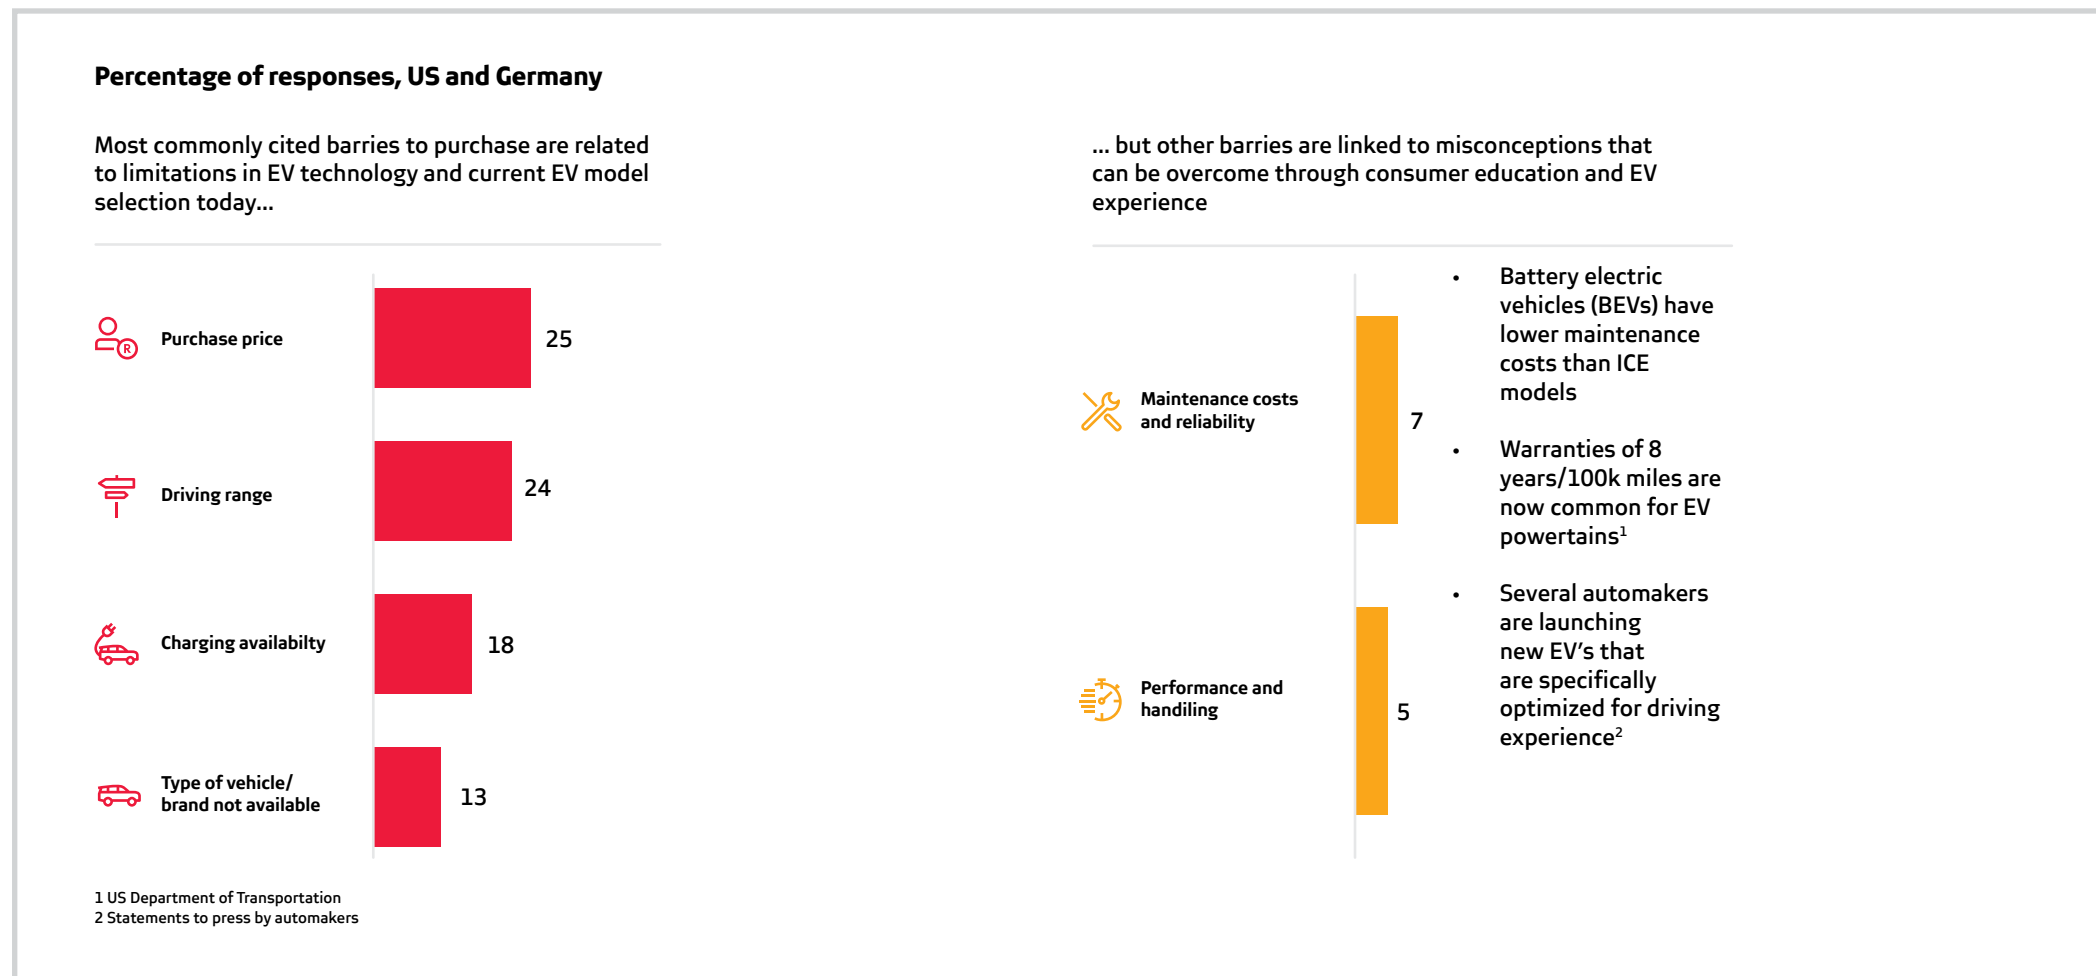 Percentage of responses, US and Germany
Most commonly cited barries to purchase are related
to limitations in EV technology and current EV model
selection today...
R
Purchase price
25
Driving range
24
Charging availabilty
18
Type of vehicle/
brand not available
13
... but other barries are linked to misconceptions that
can be overcome through consumer education and EV
experience
Maintenance costs
and reliability
7
Performance and
handiling
5
• Battery electric
vehicles (BEVs) have
lower maintenance
costs than ICE
models
• Warranties of 8
years/100k miles are
now common for EV
powertains1
• Several automakers
are launching
new EV's that
are specifically
optimized for driving
experience2
1 US Department of Transportation
2 Statements to press by automakers